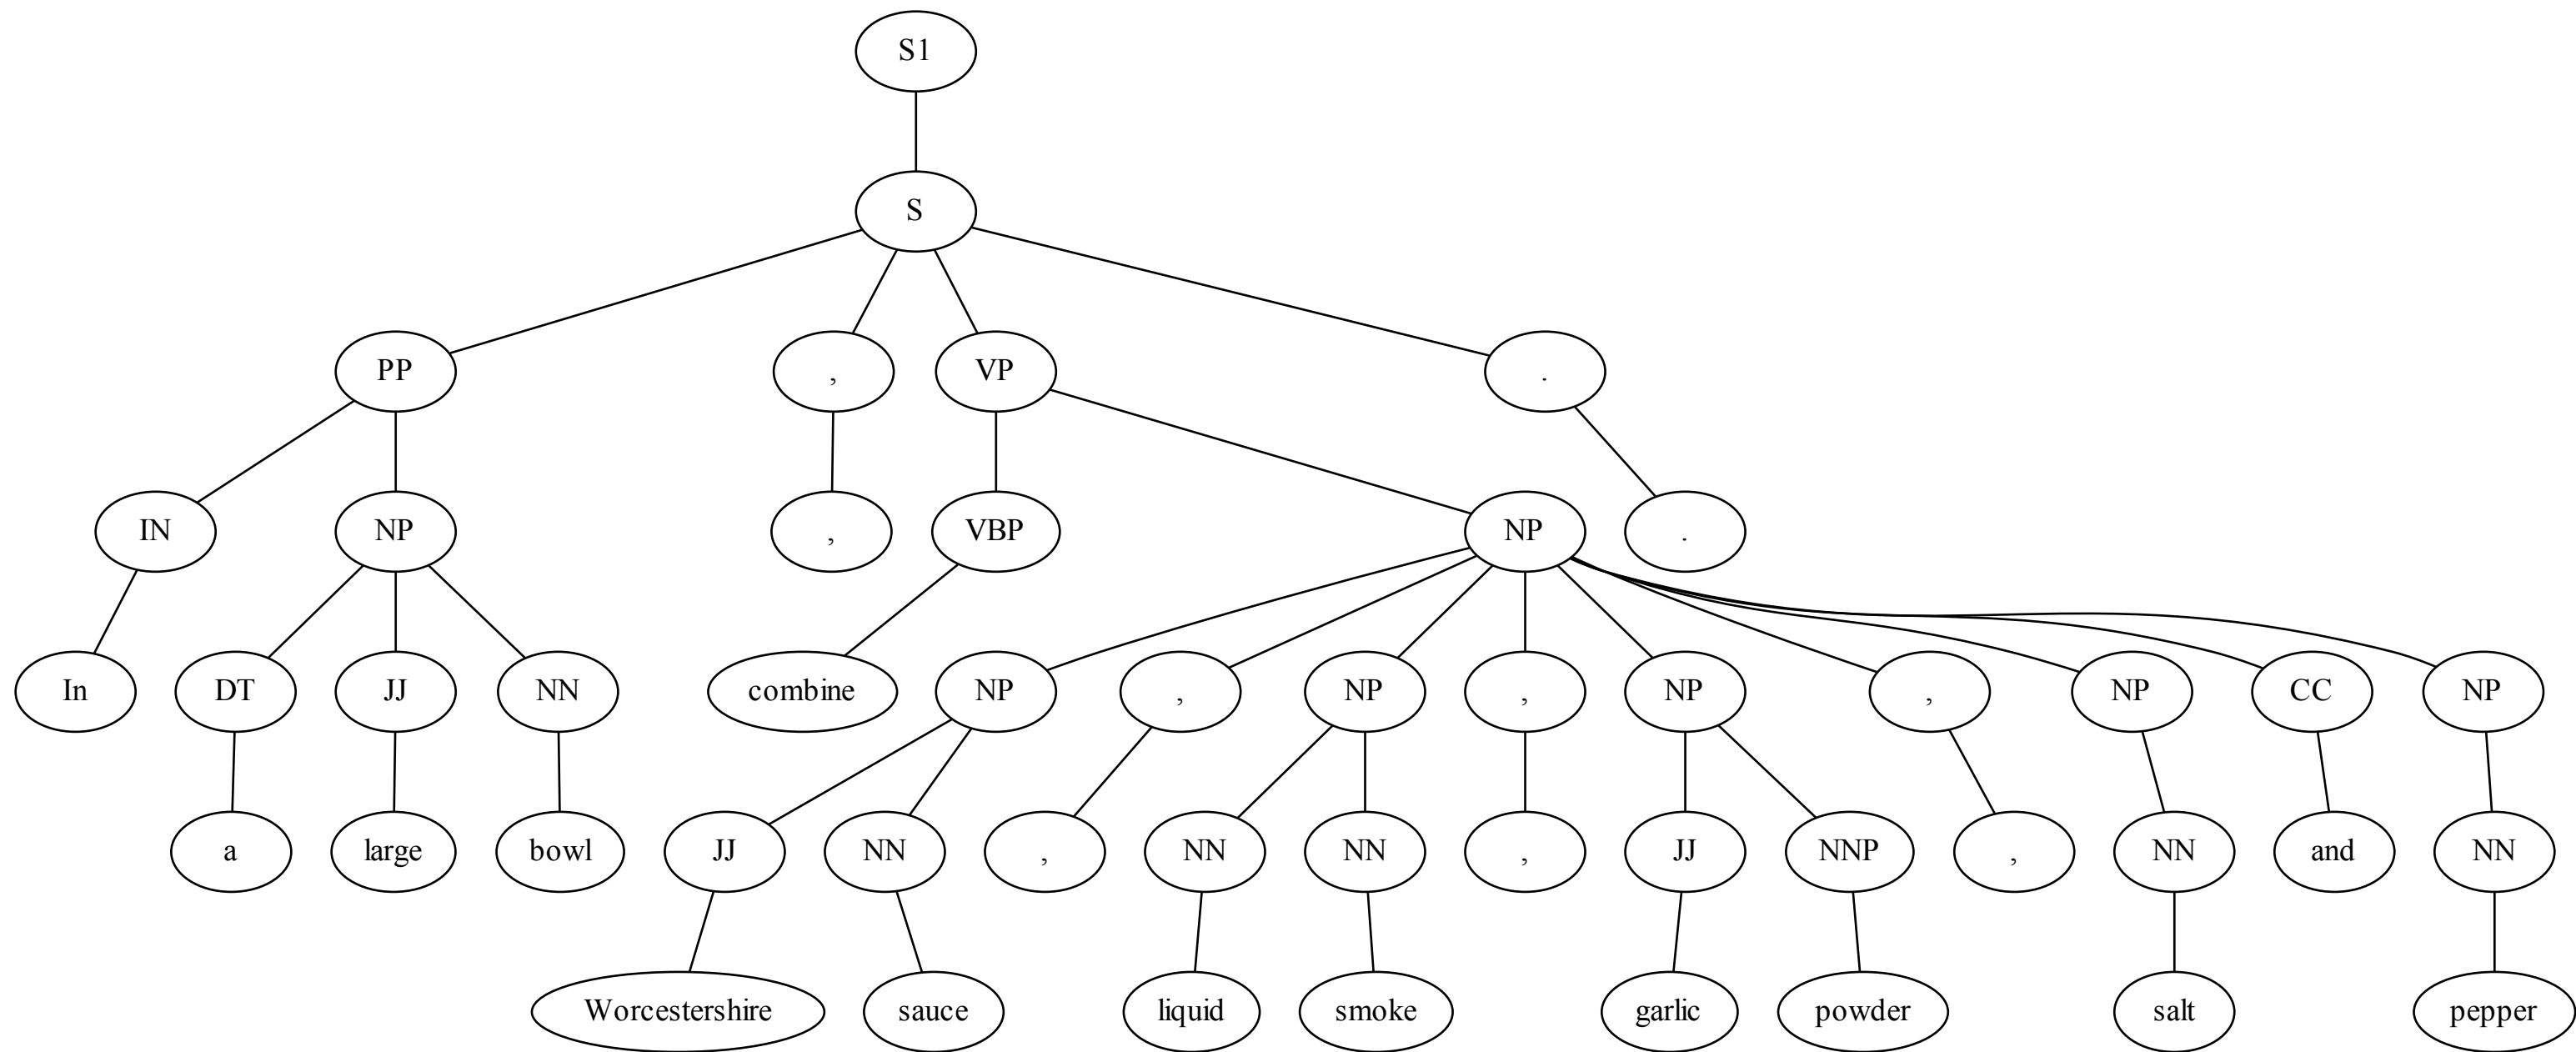 S1
S
PP , VP .
IN NP , VBP NP .
In DT JJ NN combine NP , NP , NP , NP CC NP
a large bowl JJ NN , NN NN , JJ NNP , NN and NN
Worcestershire sauce liquid smoke garlic powder salt pepper